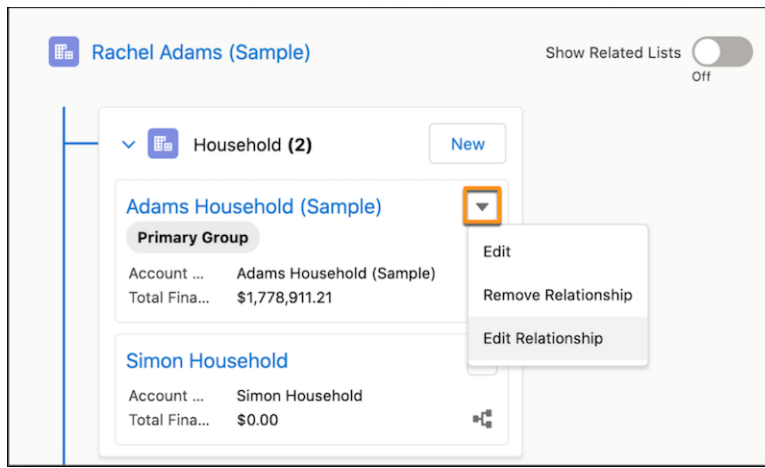 Rachel Adams (Sample)
Show Related Lists
Off
Household (2)
New
Adams Household (Sample)
Primary Group
Account ... Adams Household (Sample)
Total Fina... $1,778,911.21
Edit
Remove Relationship
Edit Relationship
Simon Household
Account ... Simon Household
Total Fina... $0.00